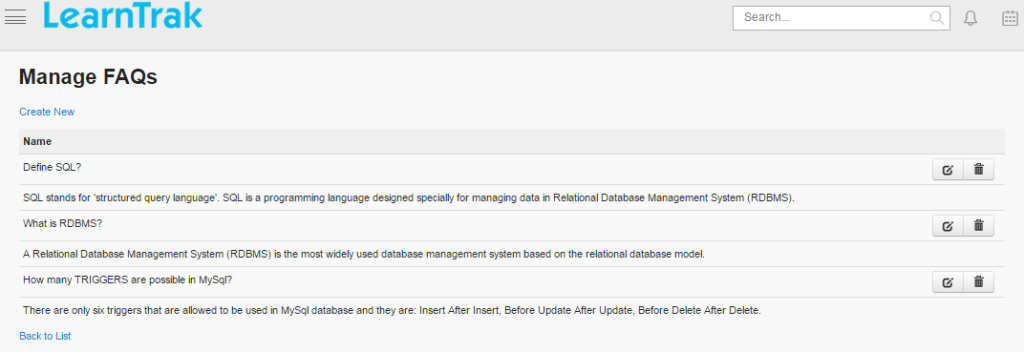 LearnTrak
Search...
Manage FAQs
Create New
Name
Define SQL?
SQL stands for 'structured query language'. SQL is a programming language designed specially for managing data in Relational Database Management System (RDBMS).
What is RDBMS?
A Relational Database Management System (RDBMS) is the most widely used database management system based on the relational database model.
How many TRIGGERS are possible in MySql?
There are only six triggers that are allowed to be used in MySql database and they are: Insert After Insert, Before Update After Update, Before Delete After Delete.
Back to List